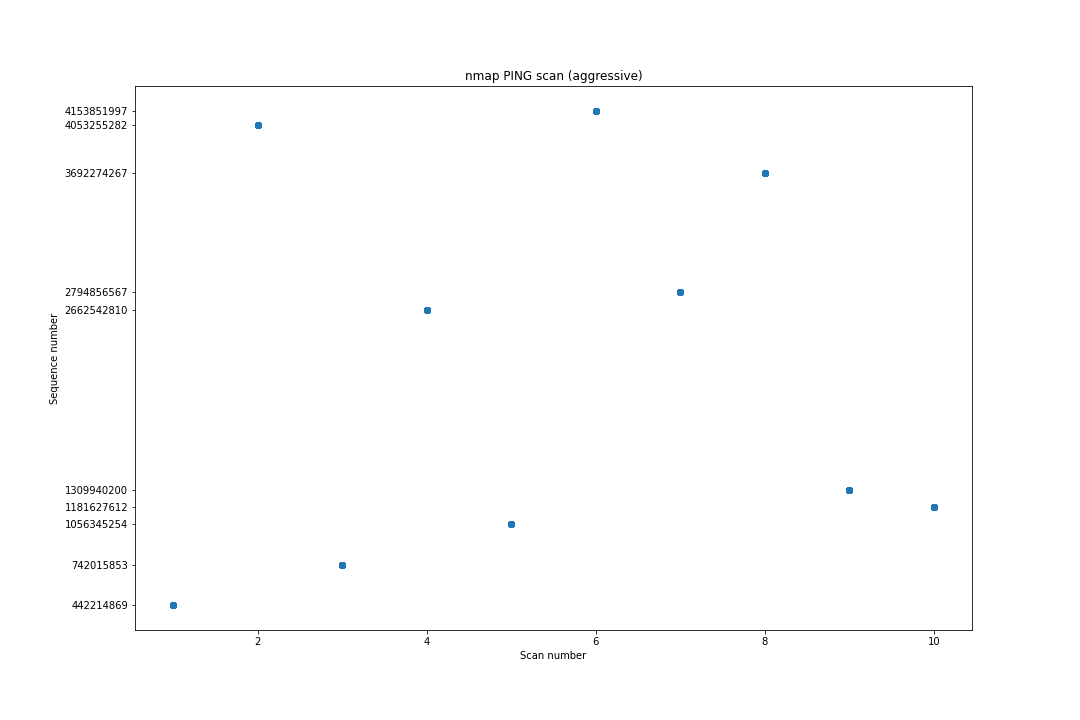 nmap PING scan (aggressive)
4153851997
4053255282
3692274267
2794856567
2662542810
1309940200
1181627612
1056345254
742015853
442214869
Sequence number
2 4 6 8 10
Scan number